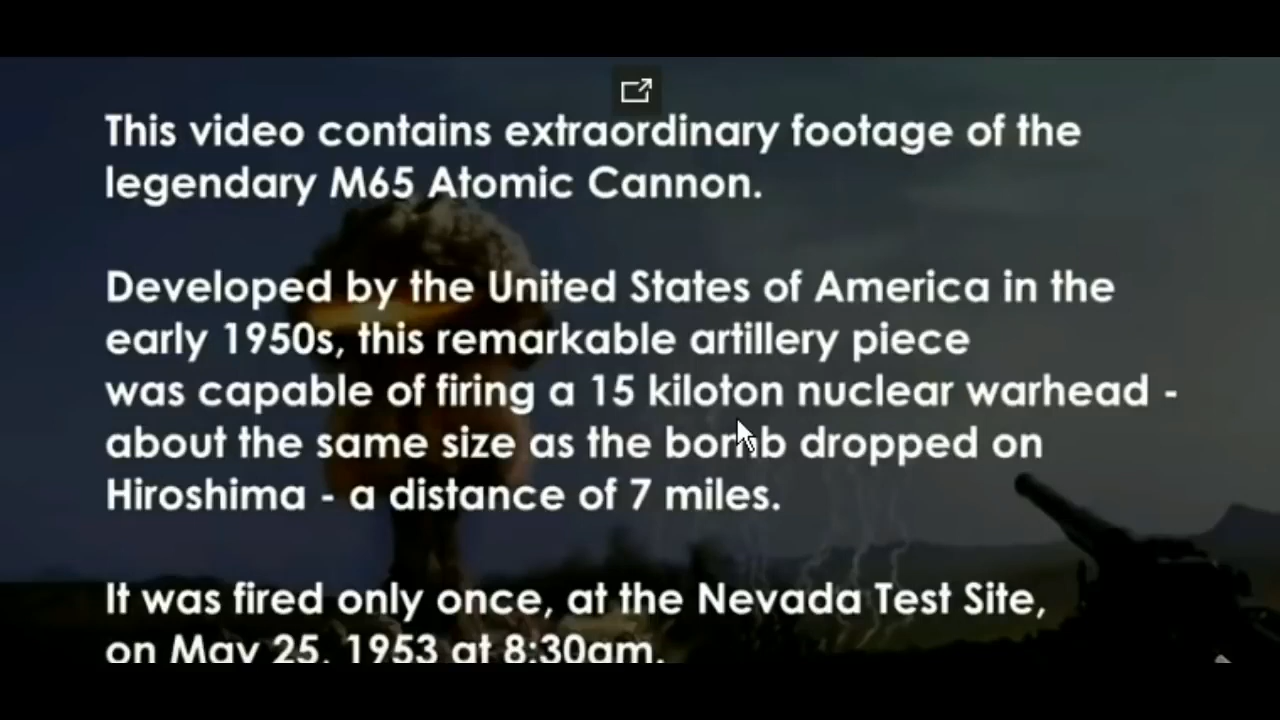 This video contains extraordinary footage of the
legendary M65 Atomic Cannon.
Developed by the United States of America in the
early 1950s, this remarkable artillery piece
was capable of firing a 15 kiloton nuclear warhead -
about the same size as the bomb dropped on
Hiroshima - a distance of 7 miles.
It was fired only once, at the Nevada Test Site,
on May 25, 1953 at 8:30am.